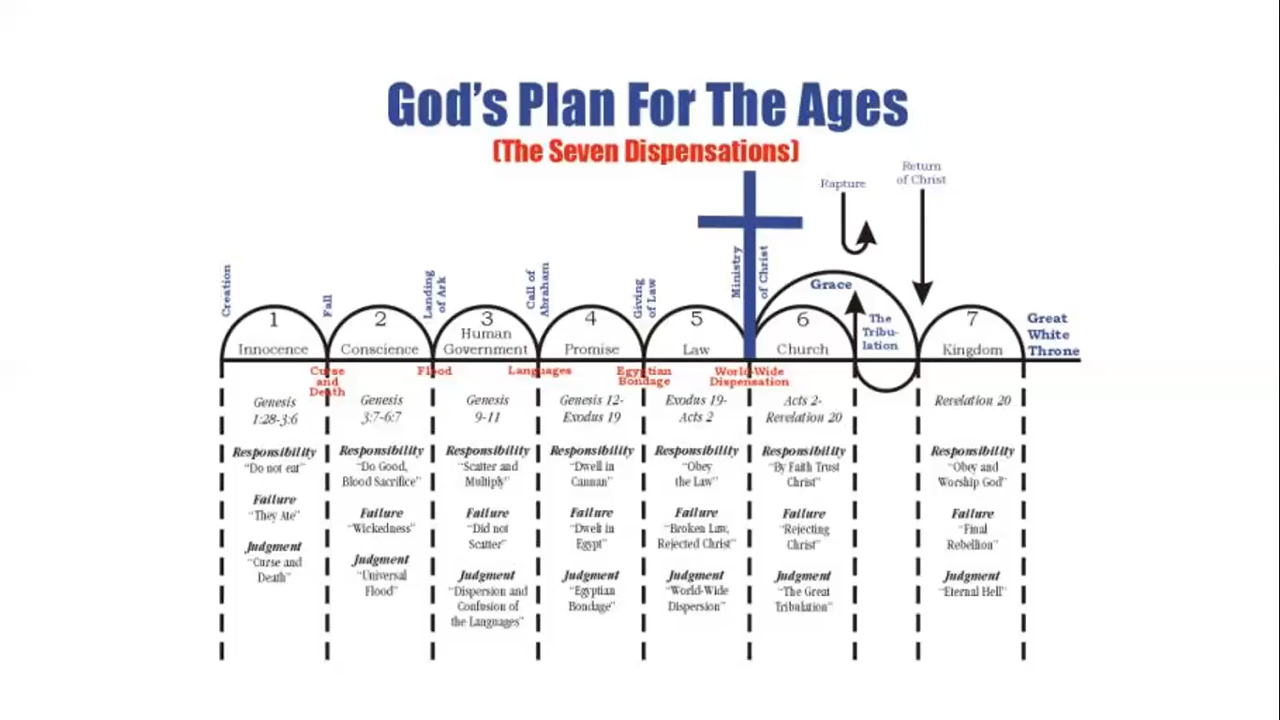 God's Plan For The Ages
(The Seven Dispensations)
Creation
Fall
Landing
of Ark
Call of
Abraham
Giving
of Law
Ministry
of Christ
Rapture
Return
of Christ
Grace
1
Innocence
2
Conscience
3
Human
Government
4
Promise
5
Law
6
Church
The
Tribu-
lation
7
Kingdom
Great
White
Throne
Curse
and
Death
Flood
Languages
Egyptian
Bondage
World-Wide
Dispensation
Genesis
1:28-3:6
Responsibility
"Do not eat"
Failure
"They Ate"
Judgment
"Curse and
Death"
Genesis
3:7-6:7
Responsibility
"Do Good,
Blood Sacrifice"
Failure
"Wickedness"
Judgment
"Universal
Flood"
Genesis
9-11
Responsibility
"Scatter and
Multiply"
Failure
"Did not
Scatter"
Judgment
"Dispersion and
Confusion of
the Languages"
Genesis 12-
Exodus 19
Responsibility
"Dwell in
Cannan"
Failure
"Dwelt in
Egypt"
Judgment
"Egyptian
Bondage"
Exodus 19-
Acts 2
Responsibility
"Obey
the Law"
Failure
"Broken Law,
Rejected Christ"
Judgment
"World-Wide
Dispersion"
Acts 2-
Revelation 20
Responsibility
"By Faith Trust
Christ"
Failure
"Rejecting
Christ"
Judgment
"The Great
Tribulation"
Revelation 20
Responsibility
"Obey and
Worship God"
Failure
"Final
Rebellion"
Judgment
"Eternal Hell"